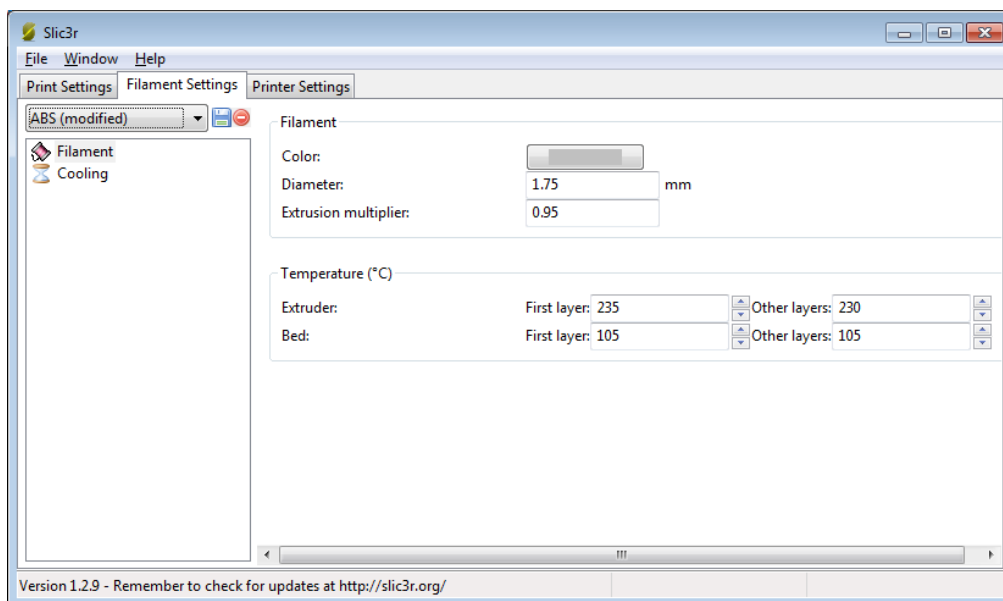 Slic3r
File Window Help
Print Settings Filament Settings Printer Settings
ABS (modified)
Filament
Cooling
Filament
Color:
Diameter: 1.75 mm
Extrusion multiplier: 0.95
Temperature (°C)
Extruder: First layer: 235 Other layers: 230
Bed: First layer: 105 Other layers: 105
Version 1.2.9 - Remember to check for updates at http://slic3r.org/